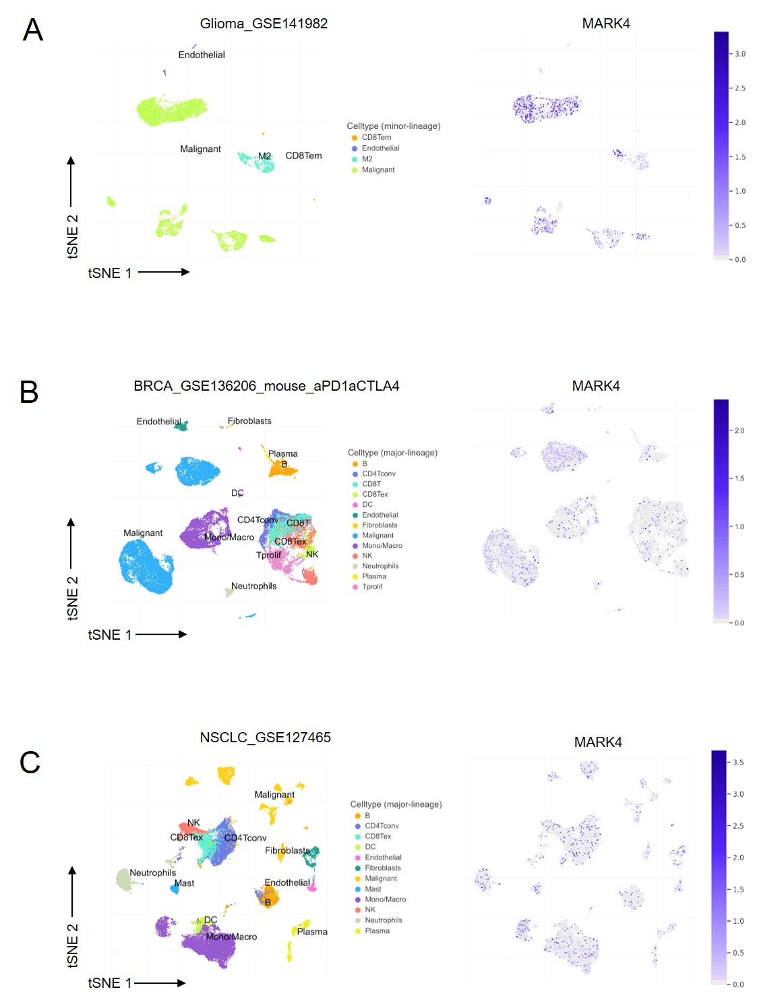 A
Glioma_GSE141982
MARK4
Endothelial
Malignant
M2
CD8Tem
Celltype (minor-lineage)
CD8Tem
Endothelial
M2
Malignant
3.0
2.5
2.0
1.5
1.0
0.5
0.0
tSNE 2
tSNE 1
B
BRCA_GSE136206_mouse_aPD1aCTLA4
MARK4
Endothelial
Fibroblasts
Plasma
B
DC
CD4Tconv
CD8T
Malignant
Mono/Macro
CD8Tex
Tprolif
NK
Neutrophils
Celltype (major-lineage)
B
CD4Tconv
CD8T
CD8Tex
DC
Endothelial
Fibroblasts
Malignant
Mono/Macro
NK
Neutrophils
Plasma
Tprolif
2.0
1.5
1.0
0.5
0.0
tSNE 2
tSNE 1
C
NSCLC_GSE127465
MARK4
Malignant
NK
CD8Tex
CD4Tconv
Fibroblasts
Neutrophils
Mast
Endothelial
B
DC
Mono/Macro
Plasma
Celltype (major-lineage)
B
CD4Tconv
CD8Tex
DC
Endothelial
Fibroblasts
Malignant
Mast
Mono/Macro
NK
Neutrophils
Plasma
3.5
3.0
2.5
2.0
1.5
1.0
0.5
0.0
tSNE 2
tSNE 1